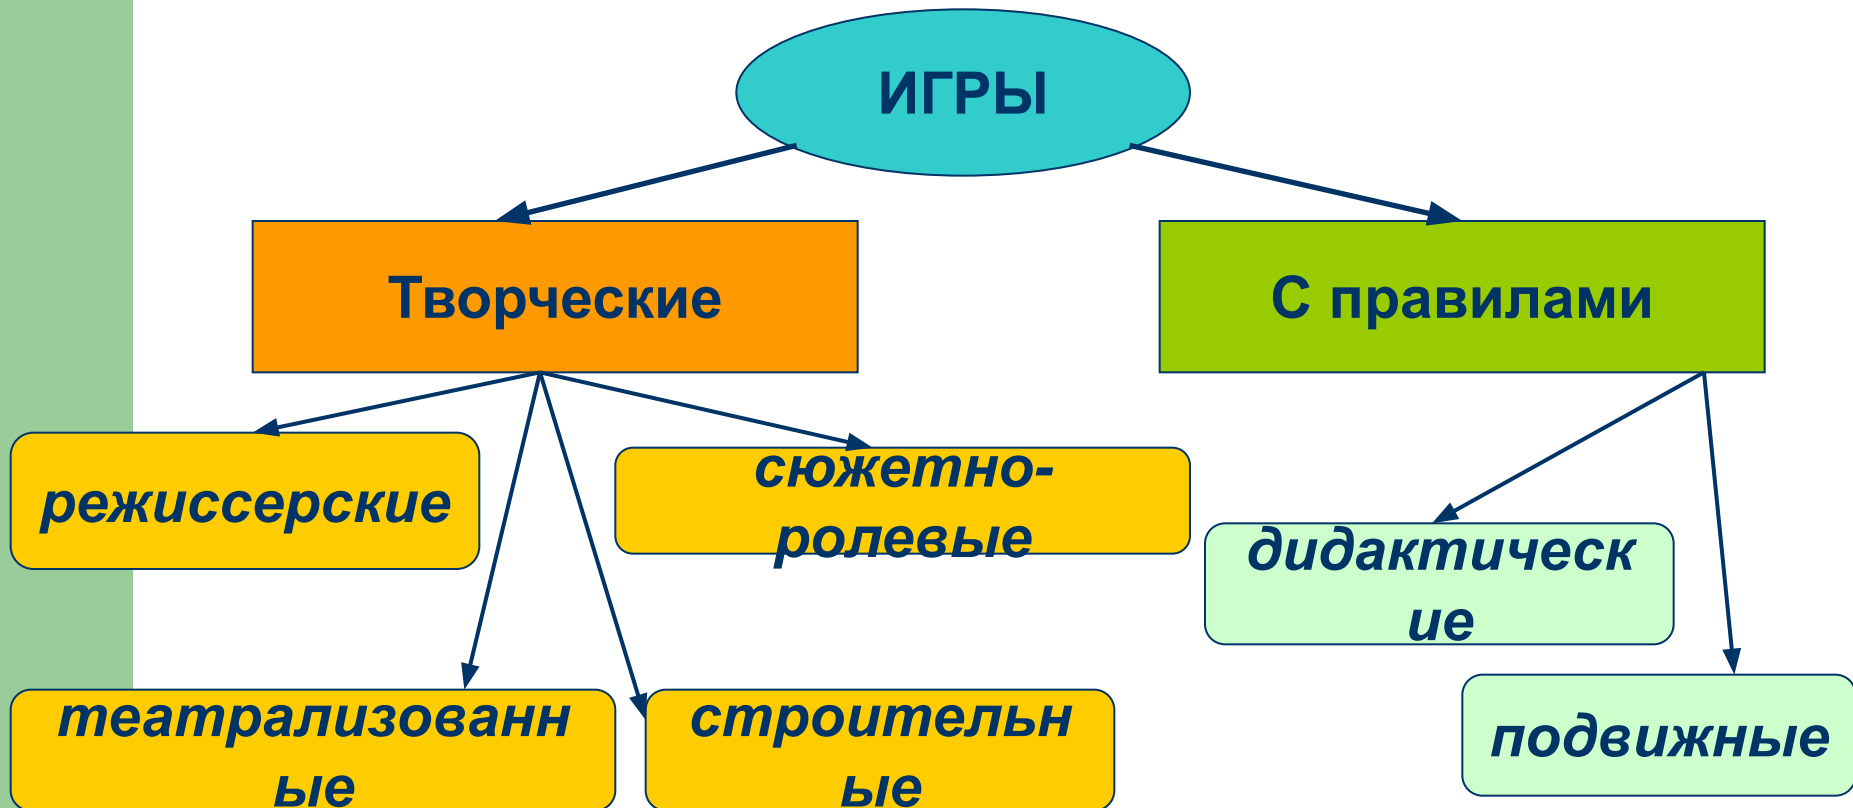 ИГРЫ
Творческие
С правилами
режиссерские
сюжетно-
ролевые
дидактическ
ие
театрализованн
ые
строительн
ые
подвижные